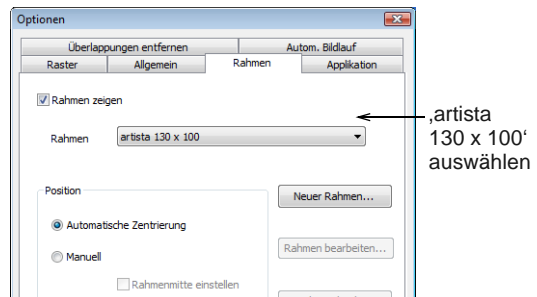 Optionen
Überlappungen entfernen
Autom. Bildlauf
Raster
Allgemein
Rahmen
Applikation
Rahmen zeigen
Rahmen
artista 130 x 100
‚artista
130 x 100‘
auswählen
Position
Neuer Rahmen...
Automatische Zentrierung
Manuell
Rahmen bearbeiten...
Rahmenmitte einstellen